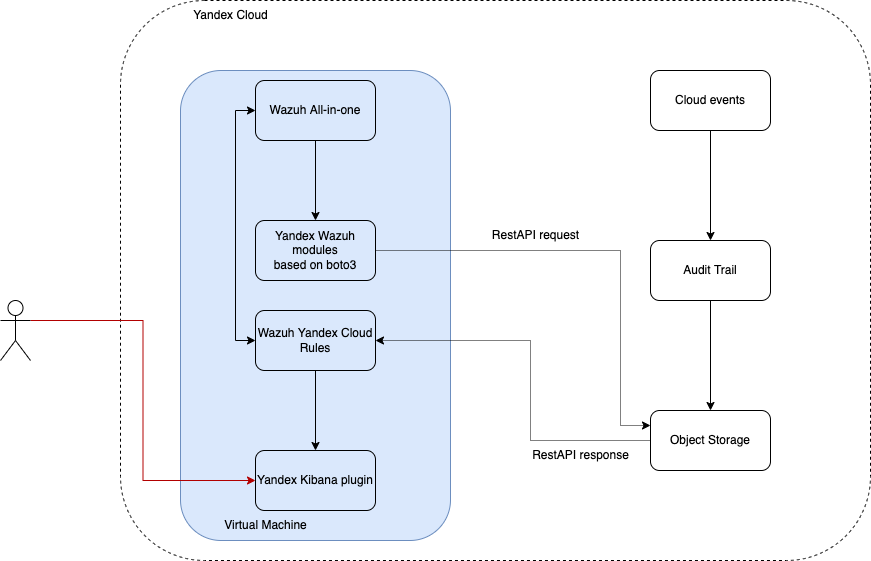 Yandex Cloud
Wazuh All-in-one
Cloud events
Yandex Wazuh
modules
based on boto3
RestAPI request
Audit Trail
Wazuh Yandex Cloud
Rules
Object Storage
RestAPI response
Yandex Kibana plugin
Virtual Machine